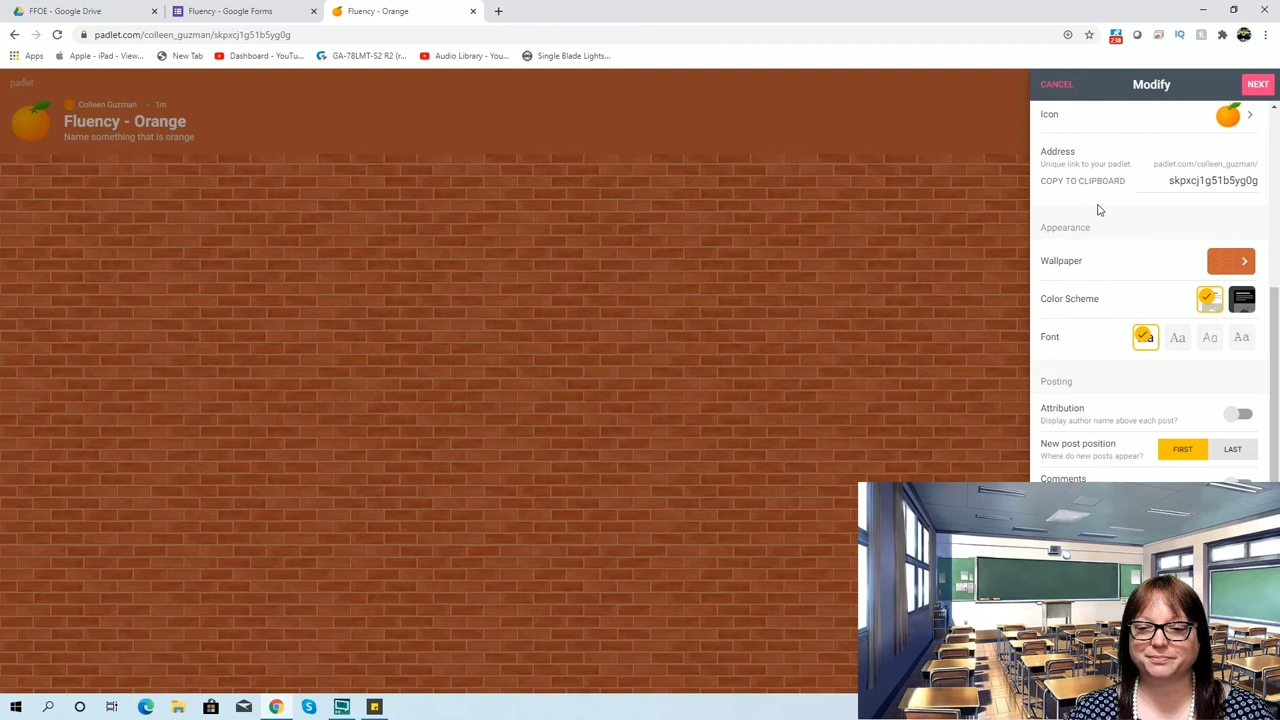 FFOE - Google Drive
Fluency - Google Forms
Fluency - Orange
padlet.com/colleen_guzman/skpxcj1g51b5yg0g
238
Apps
Apple - iPad - View...
New Tab
Dashboard - YouTu...
GA-78LMT-S2 R2 (r...
Audio Library - You...
Single Blade Lights...
padlet
Colleen Guzman • 1m
Fluency - Orange
Name something that is orange
CANCEL
Modify
NEXT
Icon
Address
Unique link to your padlet.
padlet.com/colleen_guzman/
COPY TO CLIPBOARD
skpxcj1g51b5yg0g
Appearance
Wallpaper
Color Scheme
Font
Aa
Aa
Aa
Posting
Attribution
Display author name above each post?
New post position
Where do new posts appear?
FIRST
LAST
Comments